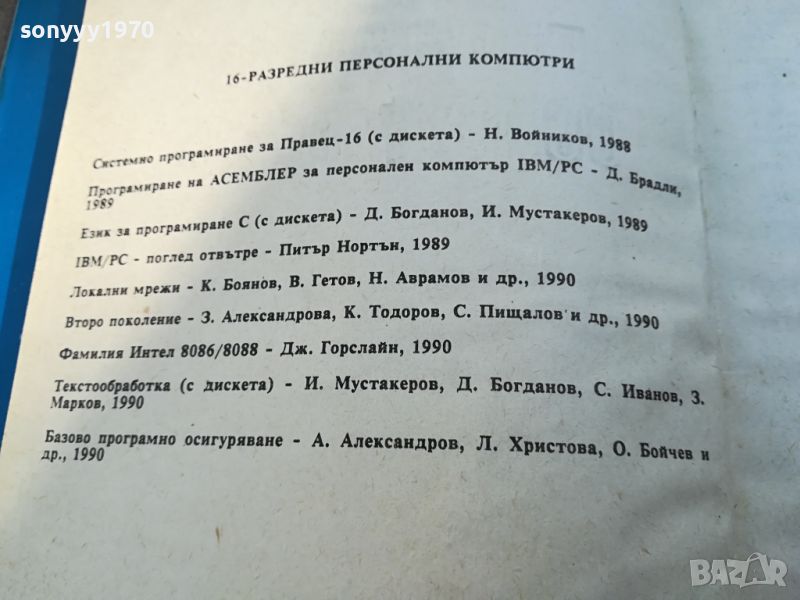 sonyyy1970
16-РАЗРЕДНИ ПЕРСОНАЛНИ КОМПЮТРИ
Системно програмиране за Правец-16 (с дискета) - Н. Войников, 1988
Програмиране на АСЕМБЛЕР за персонален компютър IBM/PC - Д. Брадли,
1989
Език за програмиране С (с дискета) - Д. Богданов, И. Мустакеров, 1989
IBM/PC - поглед отвътре - Питър Нортън, 1989
Локални мрежи - К. Боянов, В. Гетов, Н. Аврамов и др., 1990
Второ поколение - З. Александрова, К. Тодоров, С. Пищалов и др., 1990
Фамилия Интел 8086/8088 - Дж. Горслайн, 1990
Текстообработка (с дискета) - И. Мустакеров, Д. Богданов, С. Иванов, З.
Марков, 1990
Базово програмно осигуряване - А. Александров, Л. Христова, О. Бойчев и
др., 1990
BAZAR